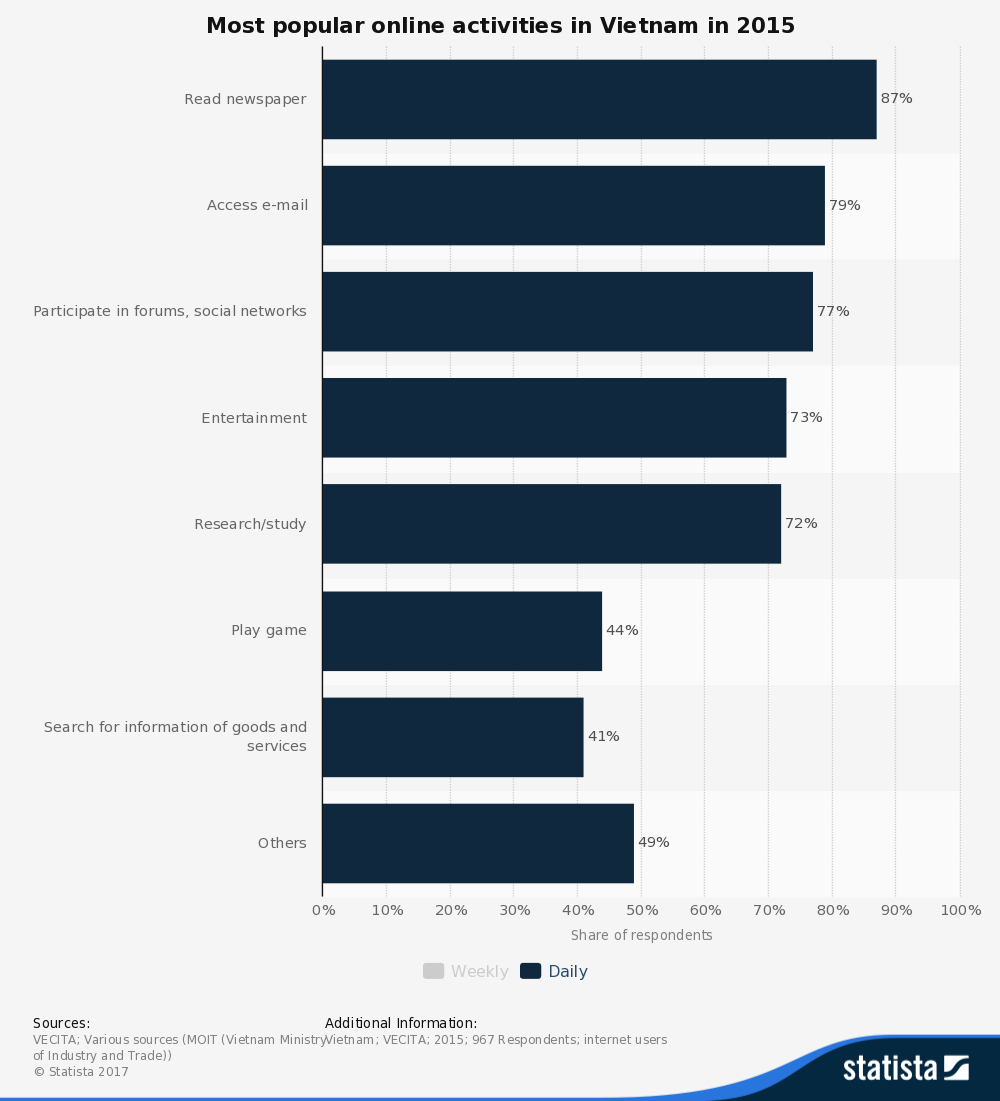 Most popular online activities in Vietnam in 2015
Read newspaper
87%
Access e-mail
79%
Participate in forums, social networks
77%
Entertainment
73%
Research/study
72%
Play game
44%
Search for information of goods and
services
41%
Others
49%
0% 10% 20% 30% 40% 50% 60% 70% 80% 90% 100%
Share of respondents
Weekly Daily
Sources:
VECITA; Various sources (MOIT (Vietnam Ministry
of Industry and Trade))
© Statista 2017
Additional Information:
Vietnam; VECITA; 2015; 967 Respondents; internet users
statista